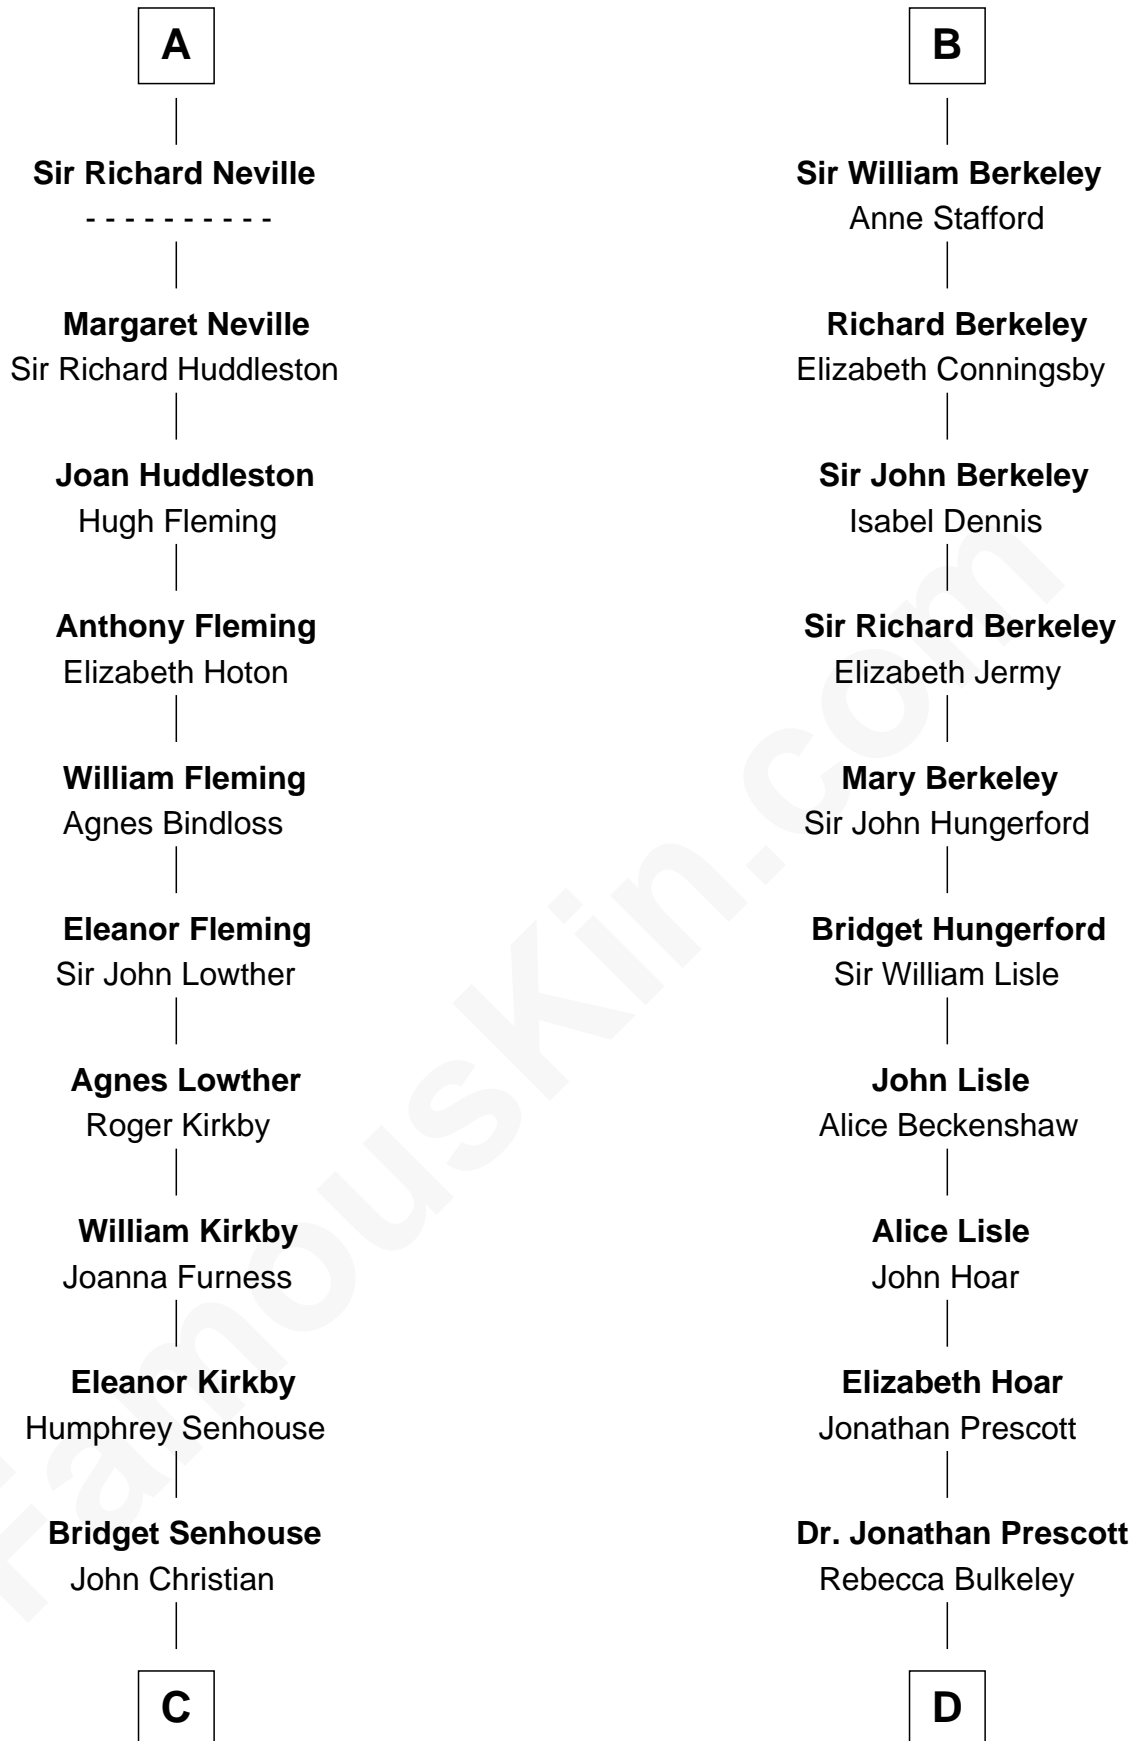 A
Sir Richard Neville
- - - - - - - - - -
Margaret Neville
Sir Richard Huddleston
Joan Huddleston
Hugh Fleming
Anthony Fleming
Elizabeth Hoton
William Fleming
Agnes Bindloss
Eleanor Fleming
Sir John Lowther
Agnes Lowther
Roger Kirkby
William Kirkby
Joanna Furness
Eleanor Kirkby
Humphrey Senhouse
Bridget Senhouse
John Christian
C
B
Sir William Berkeley
Anne Stafford
Richard Berkeley
Elizabeth Conningsby
Sir John Berkeley
Isabel Dennis
Sir Richard Berkeley
Elizabeth Jermy
Mary Berkeley
Sir John Hungerford
Bridget Hungerford
Sir William Lisle
John Lisle
Alice Beckenshaw
Alice Lisle
John Hoar
Elizabeth Hoar
Jonathan Prescott
Dr. Jonathan Prescott
Rebecca Bulkeley
D
FamousKin.com